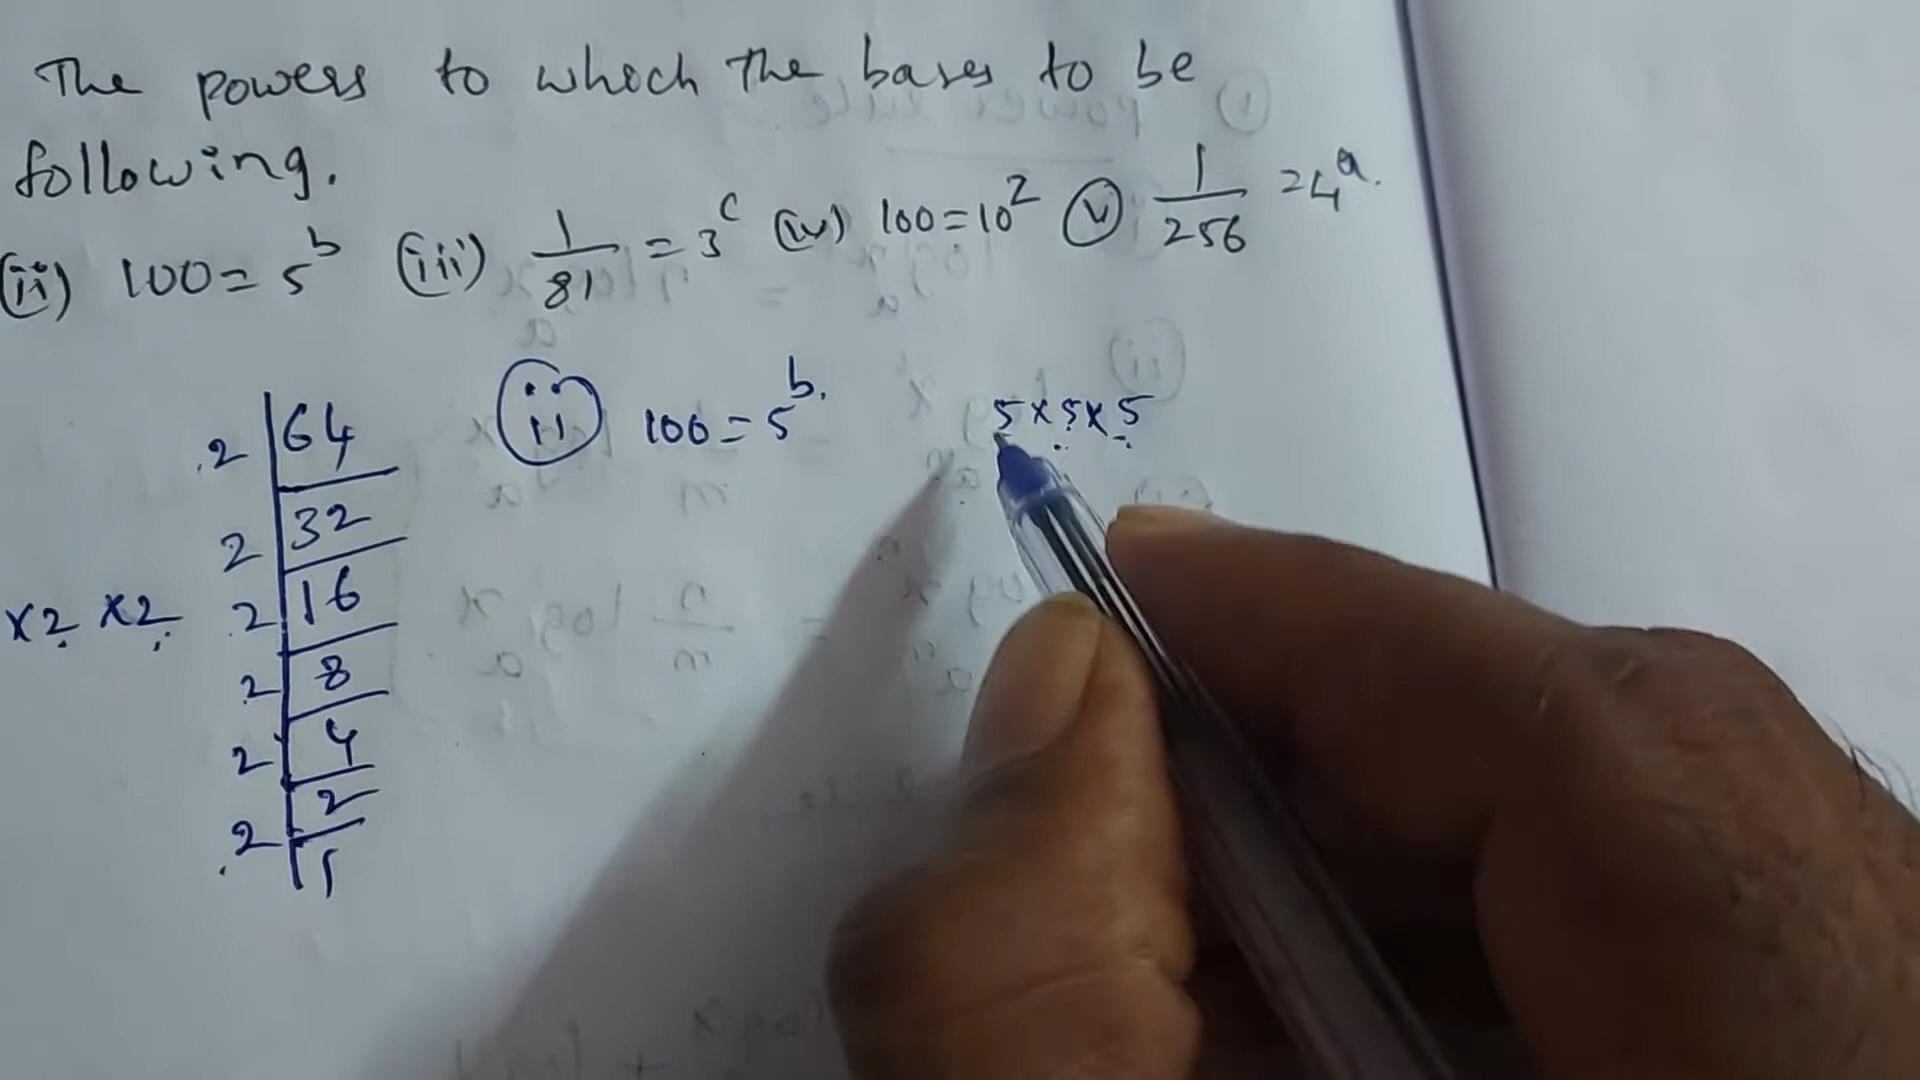 The powers to which the bases to be
following.
(ii) 100 = 5^b (iii) 1/81 = 3^c (iv) 100 = 10^2 (v) 1/256 = 4^a.
2 | 64
2 | 32
2 | 16
2 | 8
2 | 4
2 | 2
1
×2 ×2
(ii) 100 = 5^b.
5×5×5